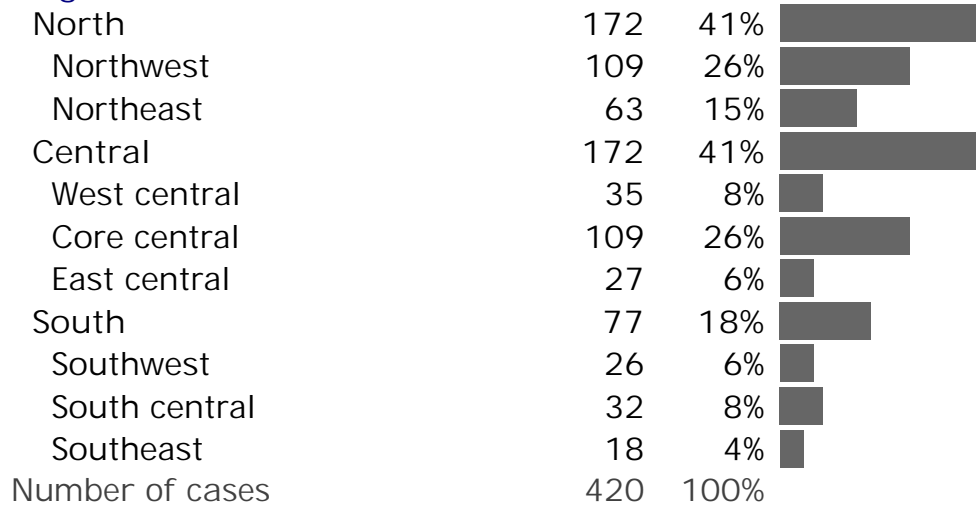 North 172 41%
Northwest 109 26%
Northeast 63 15%
Central 172 41%
West central 35 8%
Core central 109 26%
East central 27 6%
South 77 18%
Southwest 26 6%
South central 32 8%
Southeast 18 4%
Number of cases 420 100%